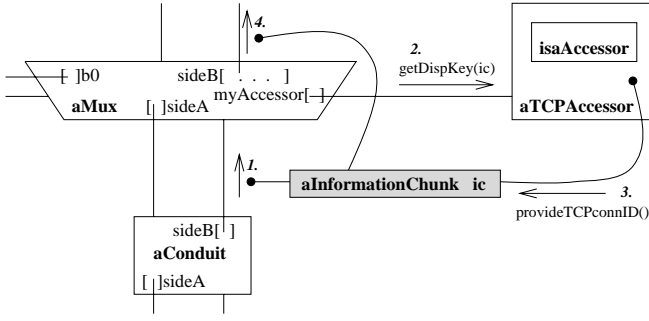 4.
isaAccessor
2.
getDispKey(ic)
[ ]b0
sideB[ . . . ]
myAccessor[ ]
aMux
[ ]sideA
aTCPAccessor
1.
aInformationChunk ic
3.
provideTCPconnID()
sideB[ ]
aConduit
[ ]sideA